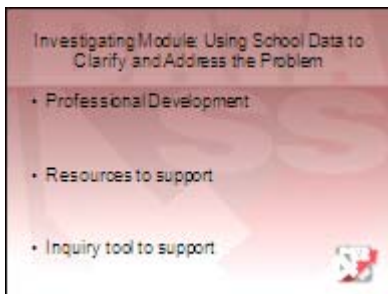 Investigating Module: Using School Data to
Clarify and Address the Problem
• Professional Development
• Resources to support
• Inquiry tool to support